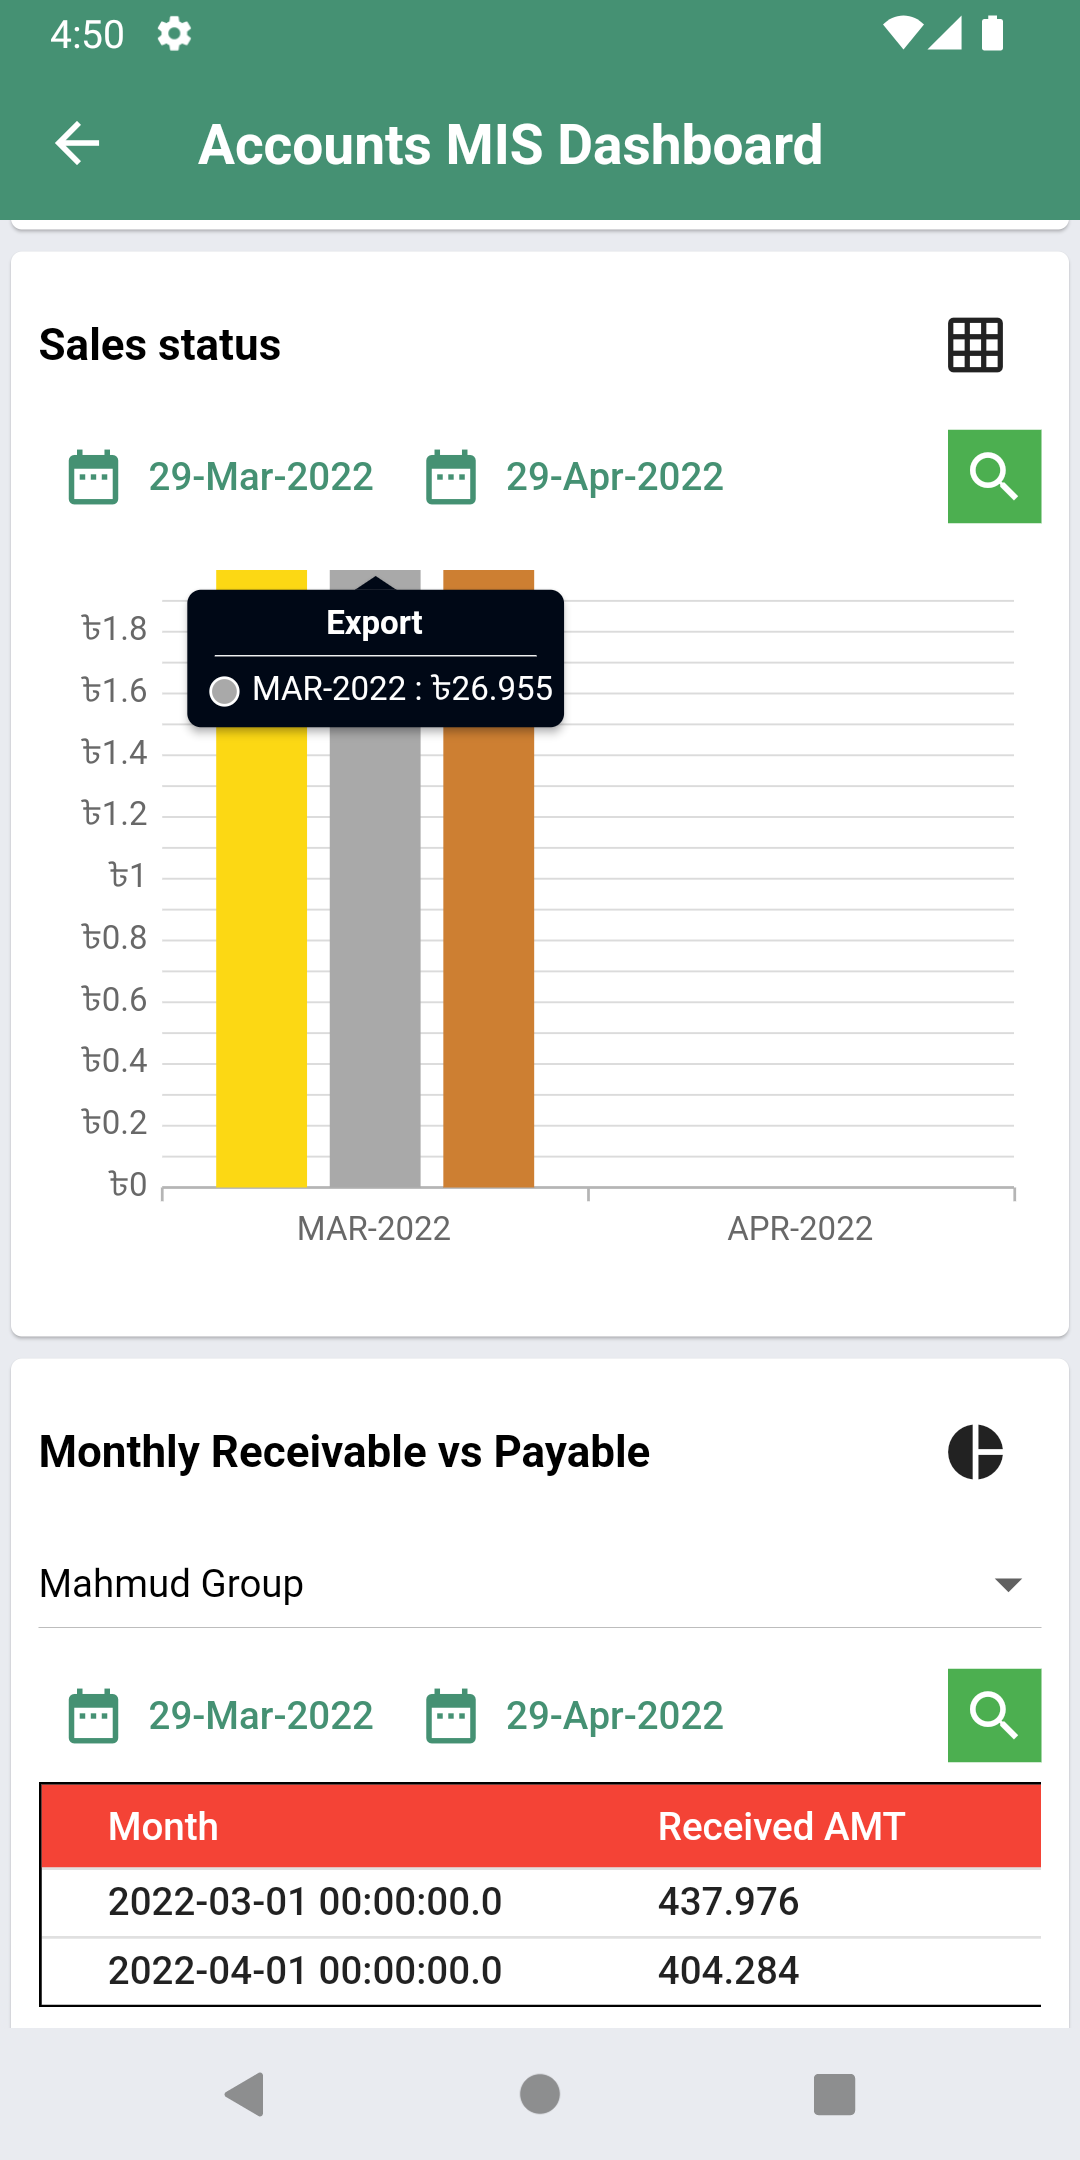 4:50
Accounts MIS Dashboard
Sales status
29-Mar-2022 29-Apr-2022
৳1.8
৳1.6
৳1.4
৳1.2
৳1
৳0.8
৳0.6
৳0.4
৳0.2
৳0
Export
MAR-2022 : ৳26.955
MAR-2022 APR-2022
Monthly Receivable vs Payable
Mahmud Group
29-Mar-2022 29-Apr-2022
Month Received AMT
2022-03-01 00:00:00.0 437.976
2022-04-01 00:00:00.0 404.284